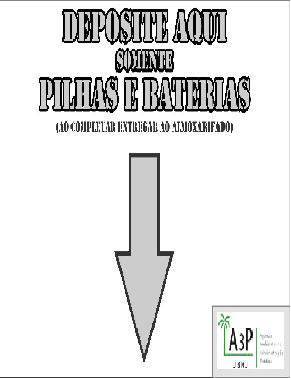 DEPOSITE AQUI
SOMENTE
PILHAS E BATERIAS
(AO COMPLETAR ENTREGAR AO ALMOXARIFADO)
A3P